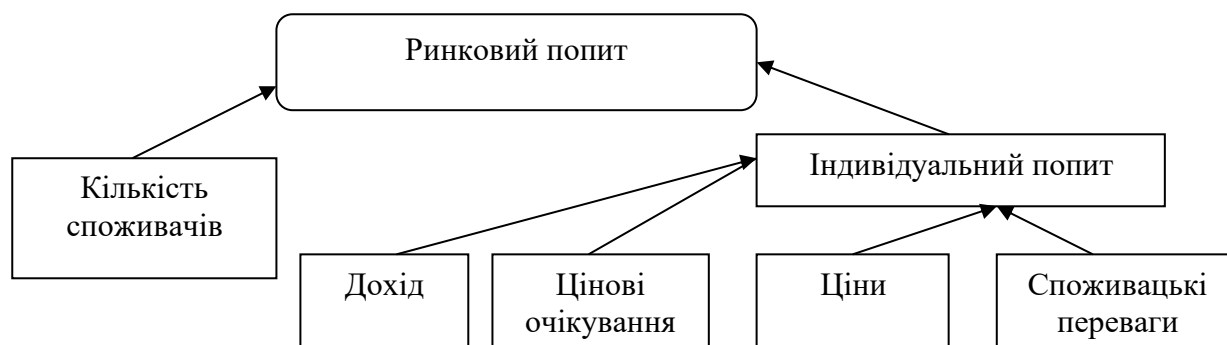 Ринковий попит
Кількість
споживачів
Індивідуальний попит
Дохід
Цінові
очікування
Ціни
Споживацькі
переваги